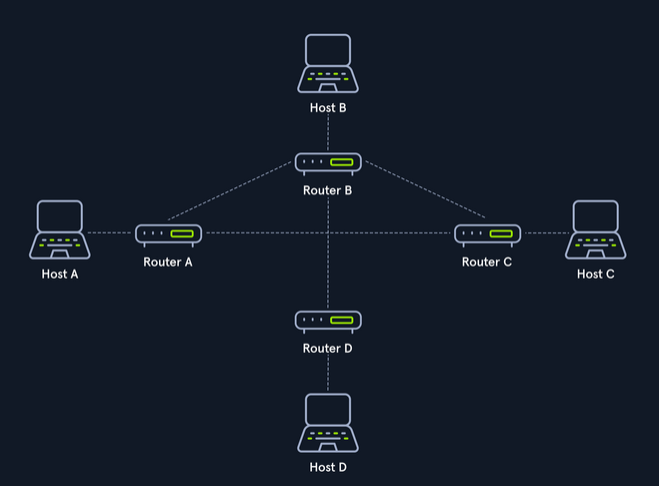 Host B
Router B
Host A
Router A
Router C
Host C
Router D
Host D